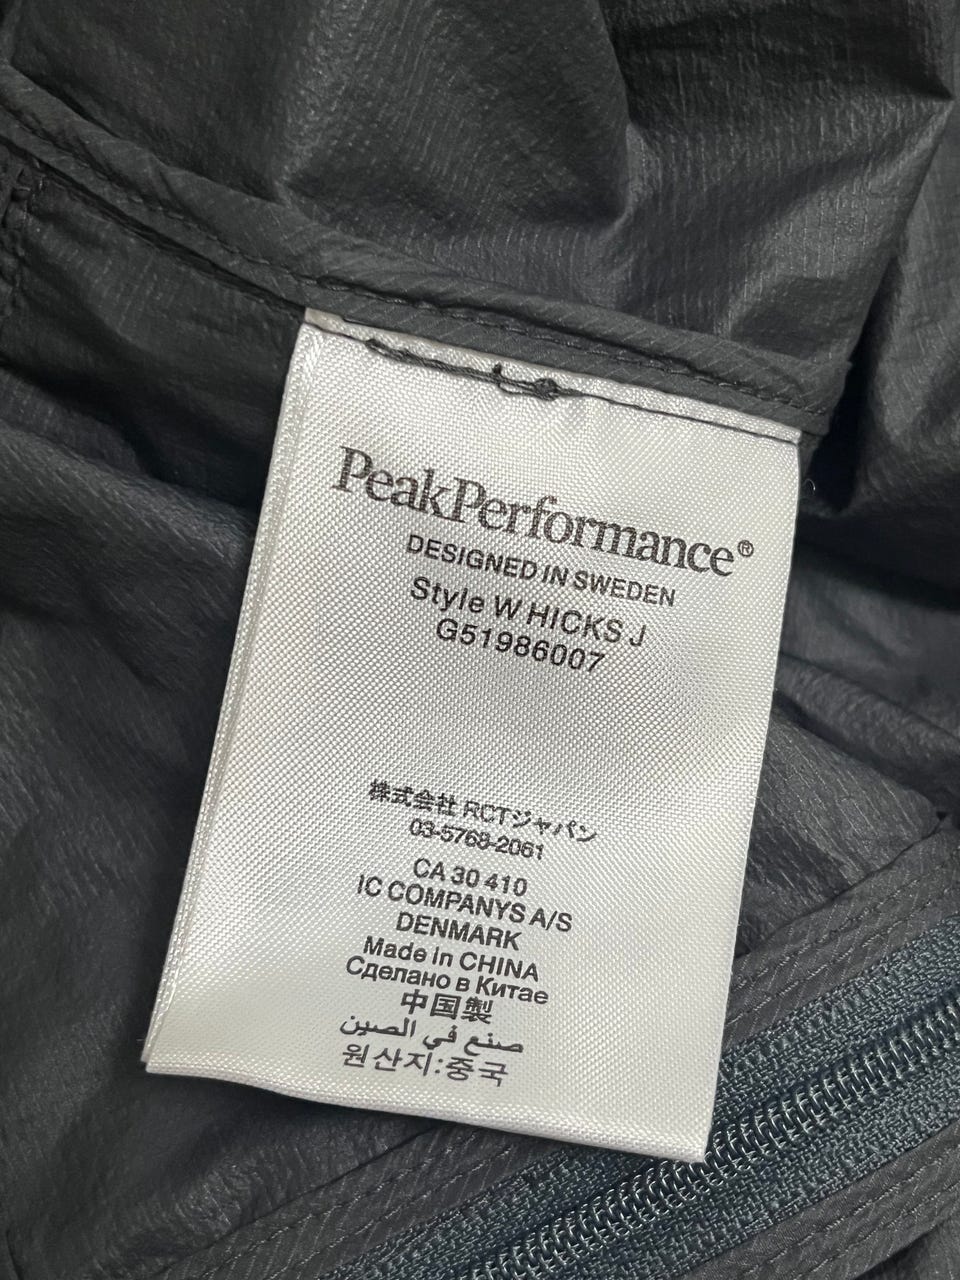 PeakPerformance®
DESIGNED IN SWEDEN
Style W HICKS J
G51986007
株式会社 RCTジャパン
03-5768-2061
CA 30 410
IC COMPANYS A/S
DENMARK
Made in CHINA
Сделано в Китае
中国製
صنع في الصين
원산지:중국